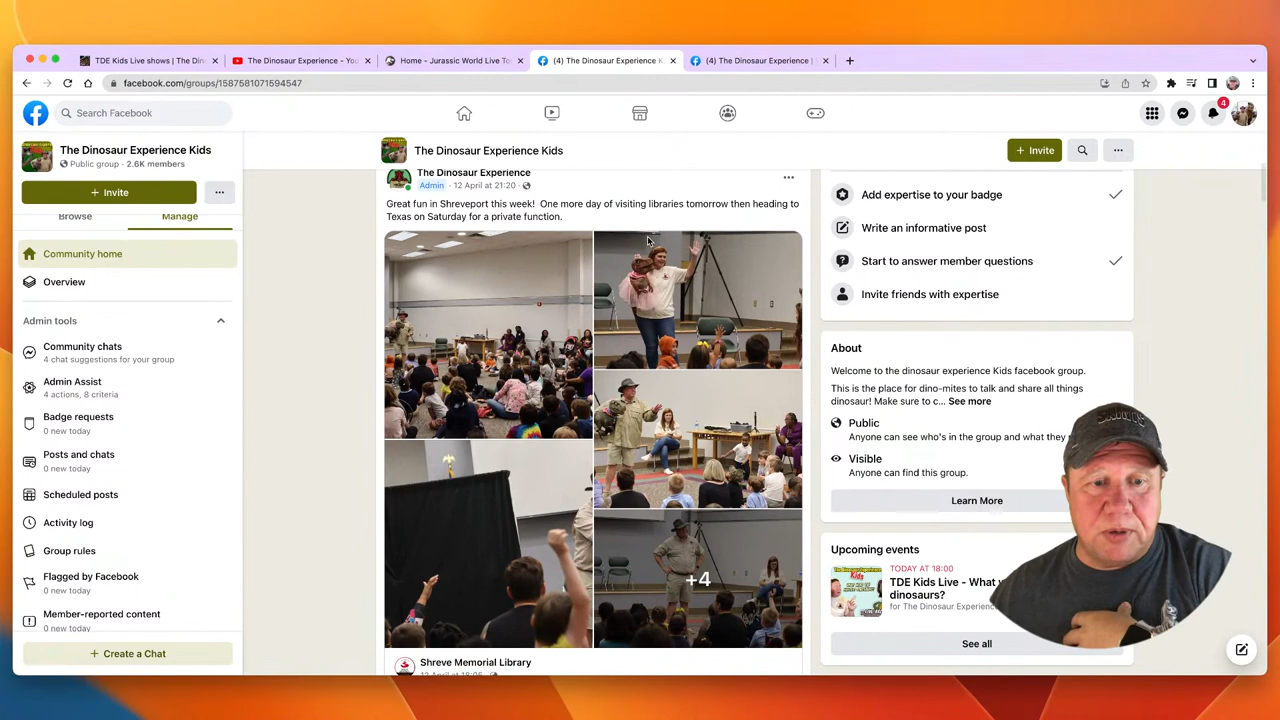 TDE Kids Live shows | The Din
The Dinosaur Experience - You
Home - Jurassic World Live To
(4) The Dinosaur Experience K
(4) The Dinosaur Experience |
facebook.com/groups/1587581071594547
Search Facebook
4
The Dinosaur Experience Kids
Public group · 2.6K members
+ Invite
Browse
Manage
Community home
Overview
Admin tools
Community chats
4 chat suggestions for your group
Admin Assist
4 actions, 8 criteria
Badge requests
0 new today
Posts and chats
0 new today
Scheduled posts
Activity log
Group rules
Flagged by Facebook
0 new today
Member-reported content
0 new today
+ Create a Chat
The Dinosaur Experience Kids
+ Invite
The Dinosaur Experience
Admin · 12 April at 21:20 ·
Great fun in Shreveport this week! One more day of visiting libraries tomorrow then heading to
Texas on Saturday for a private function.
+4
Shreve Memorial Library
12 April at 18:05 ·
Add expertise to your badge
Write an informative post
Start to answer member questions
Invite friends with expertise
About
Welcome to the dinosaur experience Kids facebook group.
This is the place for dino-mites to talk and share all things
dinosaur! Make sure to c... See more
Public
Anyone can see who's in the group and what they
Visible
Anyone can find this group.
Learn More
Upcoming events
TODAY AT 18:00
TDE Kids Live - What
dinosaurs?
for The Dinosaur Experience
See all